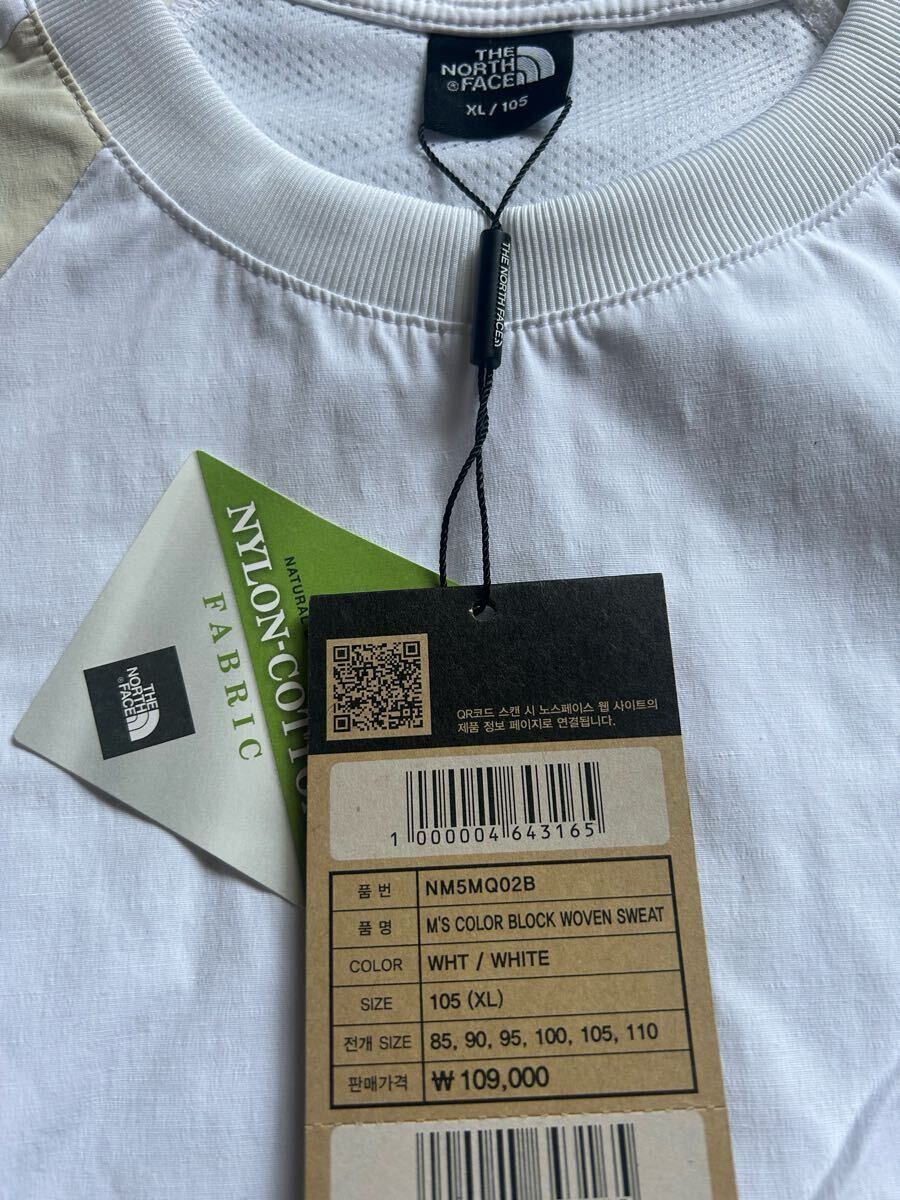 THE
NORTH
FACE
XL / 105
THE NORTH FACE
NATURAL
NYLON-COTTON
FABRIC
THE
NORTH
FACE
QR코드 스캔 시 노스페이스 웹 사이트의
제품 정보 페이지로 연결됩니다.
1 000004 643165
품 번 NM5MQ02B
품 명 M'S COLOR BLOCK WOVEN SWEAT
COLOR WHT / WHITE
SIZE 105 (XL)
전개 SIZE 85, 90, 95, 100, 105, 110
판매가격 ₩ 109,000